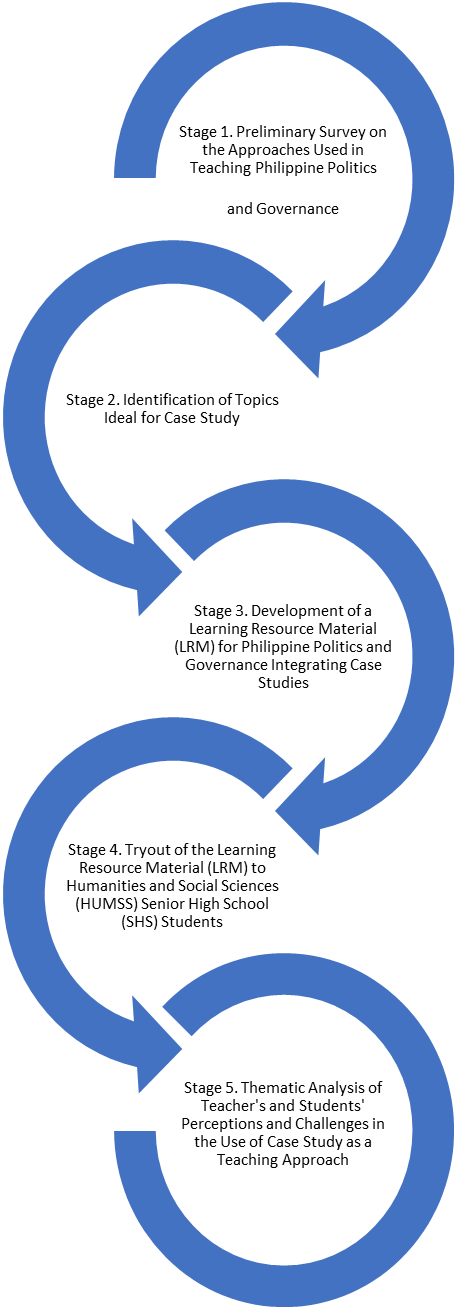 Stage 1. Preliminary Survey on
the Approaches Used in
Teaching Philippine Politics
and Governance
Stage 2. Identification of Topics
Ideal for Case Study
Stage 3. Development of a
Learning Resource Material
(LRM) for Philippine Politics and
Governance Integrating Case
Studies
Stage 4. Tryout of the Learning
Resource Material (LRM) to
Humanities and Social Sciences
(HUMSS) Senior High School
(SHS) Students
Stage 5. Thematic Analysis of
Teacher's and Students'
Perceptions and Challenges in
the Use of Case Study as a
Teaching Approach